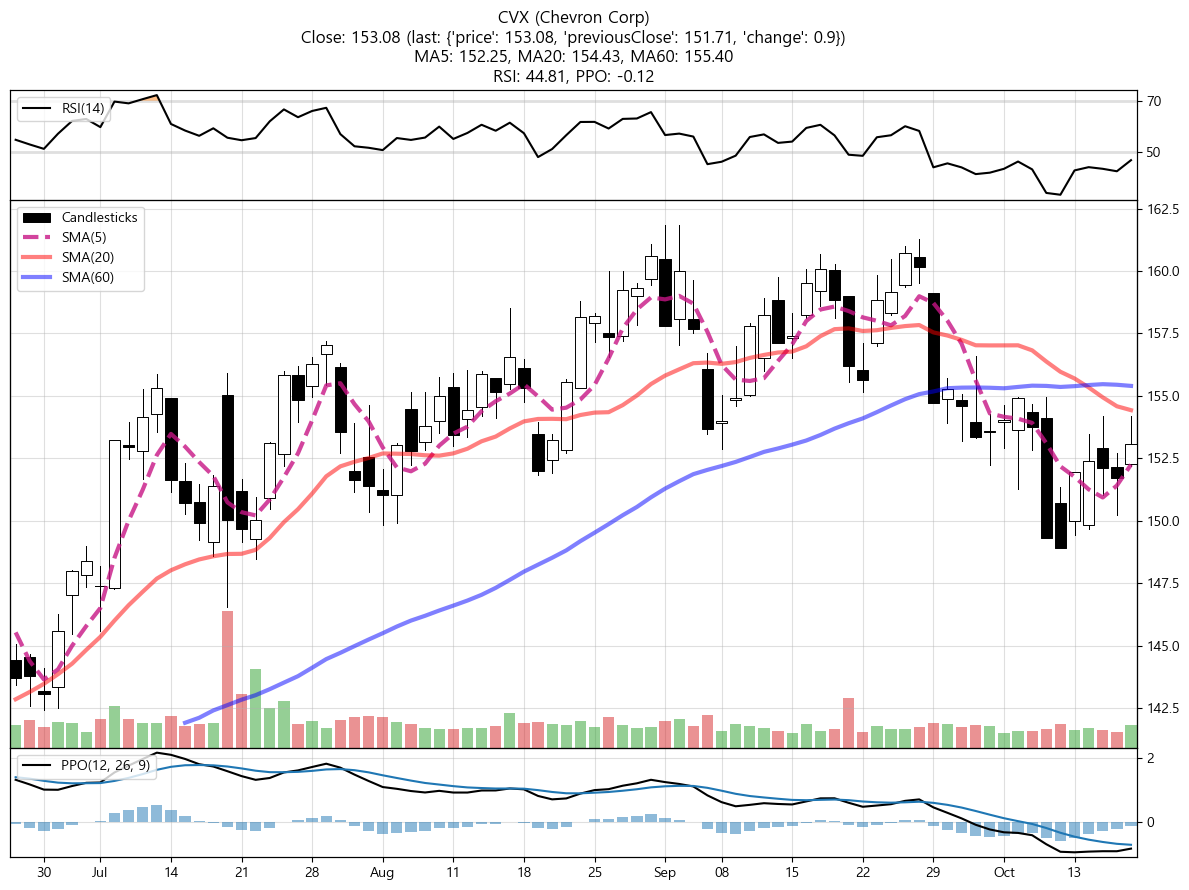 CVX (Chevron Corp)
Close: 153.08 (last: {'price': 153.08, 'previousClose': 151.71, 'change': 0.9})
MA5: 152.25, MA20: 154.43, MA60: 155.40
RSI: 44.81, PPO: -0.12
RSI(14)
70
50
Candlesticks
SMA(5)
SMA(20)
SMA(60)
162.5
160.0
157.5
155.0
152.5
150.0
147.5
145.0
142.5
PPO(12, 26, 9)
2
0
30 Jul 14 21 28 Aug 11 18 25 Sep 08 15 22 29 Oct 13